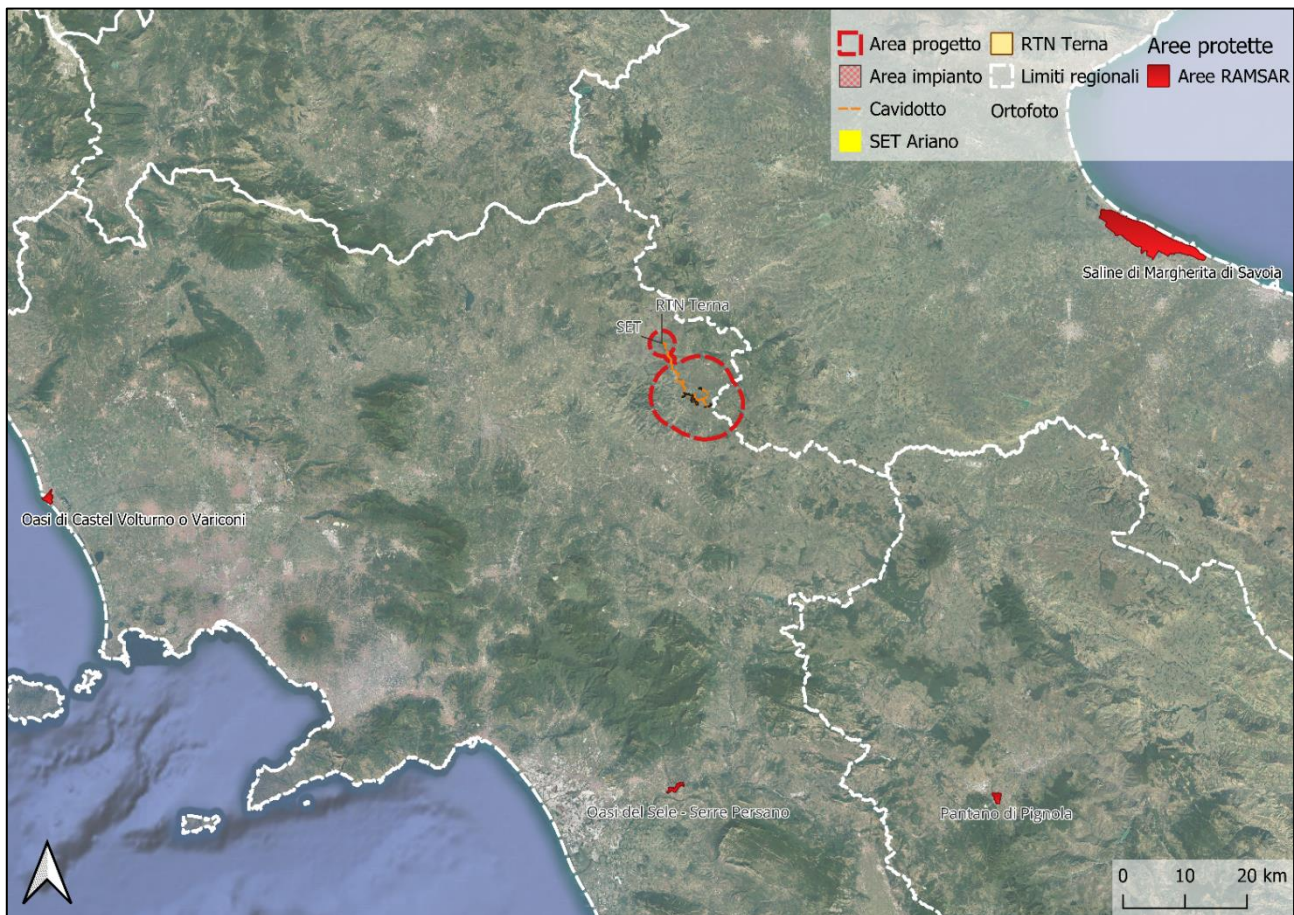 Area progetto
RTN Terna
Aree protette
Area impianto
Limiti regionali
Aree RAMSAR
Cavidotto
Ortofoto
SET Ariano
Saline di Margherita di Savoia
RTN Terna
SET
Oasi di Castel Volturno o Variconi
Oasi del Sele - Serre Persano
Pantano di Pignola
0 10 20 km